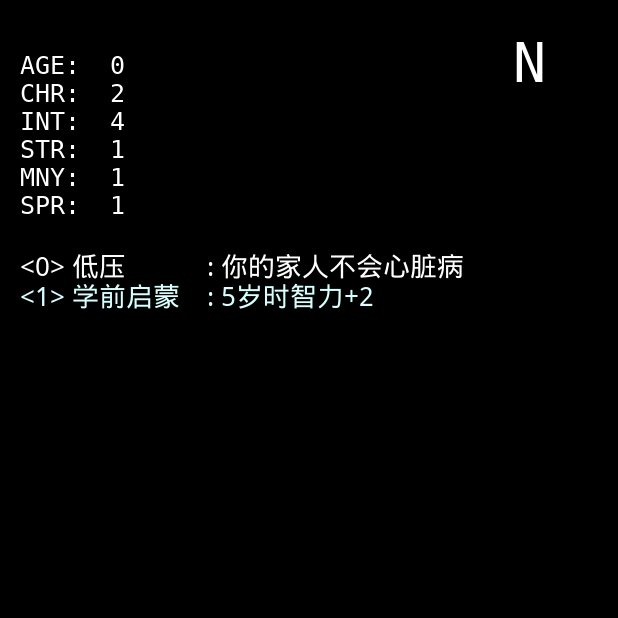 N
AGE: 0
CHR: 2
INT: 4
STR: 1
MNY: 1
SPR: 1
<0> 低压 : 你的家人不会心脏病
<1> 学前启蒙 : 5岁时智力+2